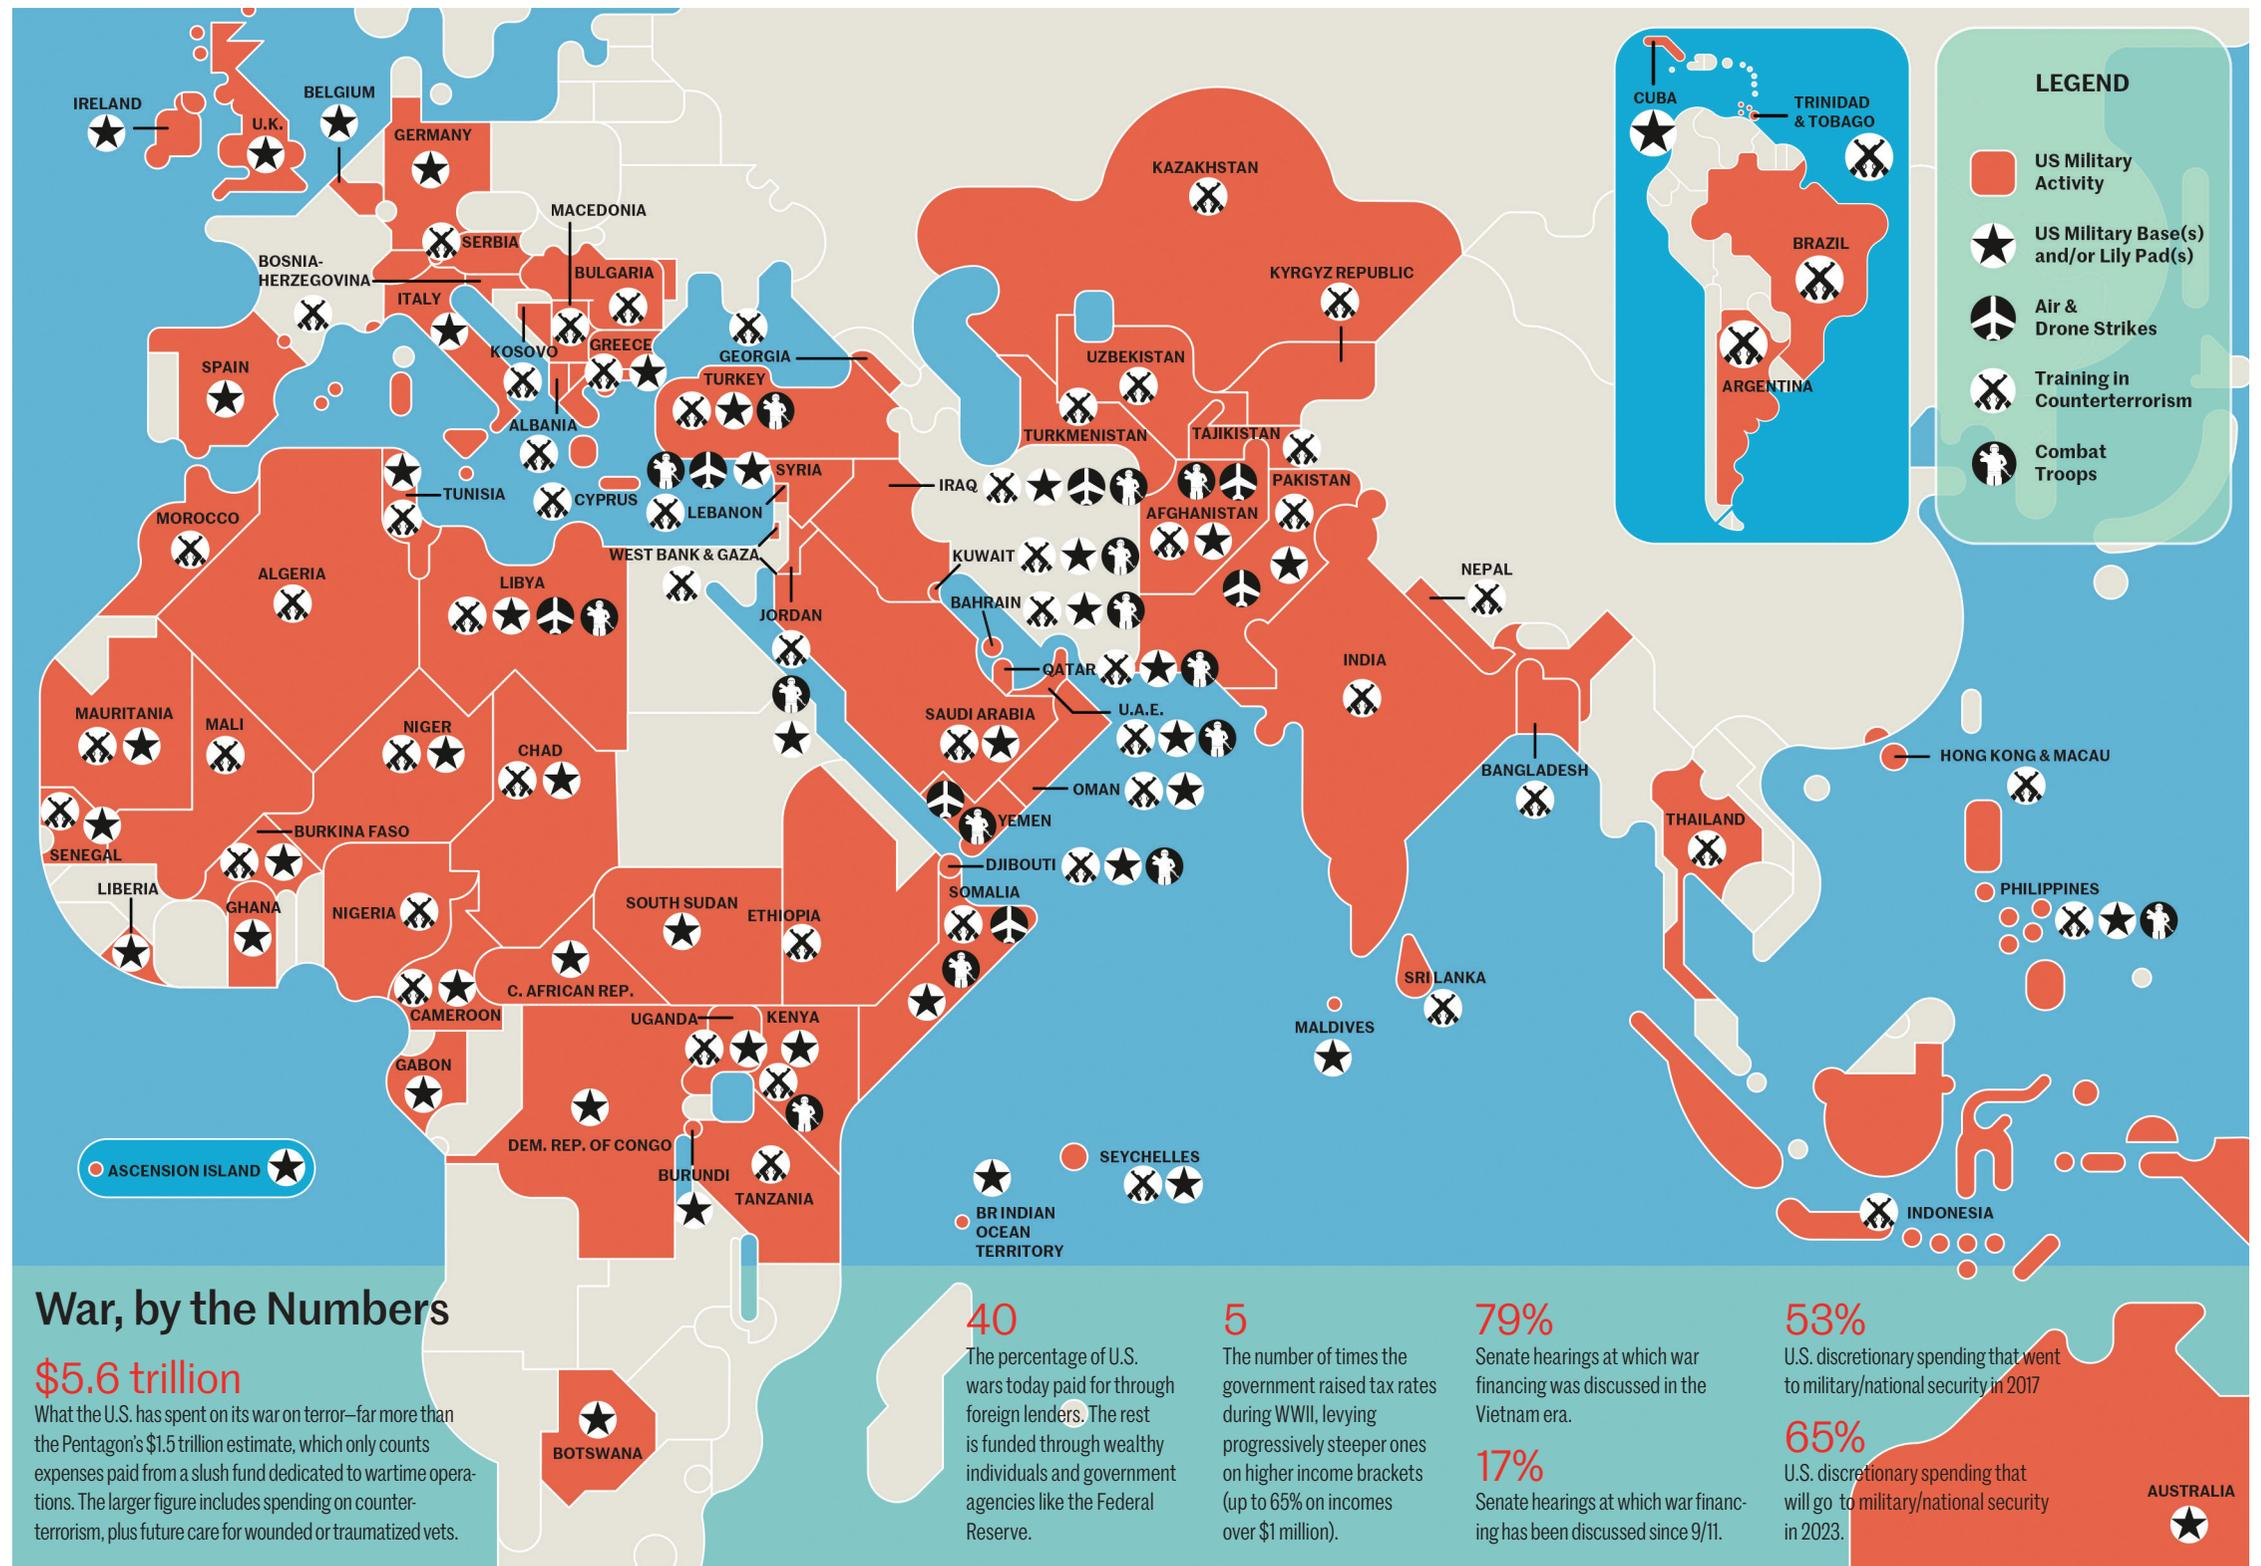 IRELAND
BELGIUM
U.K.
GERMANY
MACEDONIA
SERBIA
BOSNIA-
HERZEGOVINA
ITALY
BULGARIA
KOSOVO
GREECE
GEORGIA
SPAIN
TURKEY
ALBANIA
SYRIA
TUNISIA
CYPRUS
LEBANON
MOROCCO
WEST BANK & GAZA
ALGERIA
LIBYA
JORDAN
KAZAKHSTAN
KYRGYZ REPUBLIC
UZBEKISTAN
TURKMENISTAN
TAJIKISTAN
IRAQ
PAKISTAN
AFGHANISTAN
KUWAIT
BAHRAIN
NEPAL
QATAR
INDIA
U.A.E.
SAUDI ARABIA
MAURITANIA
MALI
NIGER
CHAD
BANGLADESH
HONG KONG & MACAU
OMAN
YEMEN
THAILAND
SENEGAL
BURKINA FASO
DJIBOUTI
LIBERIA
GHANA
NIGERIA
SOUTH SUDAN
ETHIOPIA
SOMALIA
PHILIPPINES
C. AFRICAN REP.
CAMEROON
UGANDA
KENYA
SRI LANKA
MALDIVES
GABON
DEM. REP. OF CONGO
BURUNDI
TANZANIA
ASCENSION ISLAND
SEYCHELLES
BR INDIAN
OCEAN
TERRITORY
INDONESIA
CUBA
TRINIDAD
& TOBAGO
BRAZIL
ARGENTINA
LEGEND
US Military
Activity
US Military Base(s)
and/or Lily Pad(s)
Air &
Drone Strikes
Training in
Counterterrorism
Combat
Troops
War, by the Numbers
$5.6 trillion
What the U.S. has spent on its war on terror–far more than
the Pentagon's $1.5 trillion estimate, which only counts
expenses paid from a slush fund dedicated to wartime opera-
tions. The larger figure includes spending on counter-
terrorism, plus future care for wounded or traumatized vets.
BOTSWANA
40
The percentage of U.S.
wars today paid for through
foreign lenders. The rest
is funded through wealthy
individuals and government
agencies like the Federal
Reserve.
5
The number of times the
government raised tax rates
during WWII, levying
progressively steeper ones
on higher income brackets
(up to 65% on incomes
over $1 million).
79%
Senate hearings at which war
financing was discussed in the
Vietnam era.
17%
Senate hearings at which war financ-
ing has been discussed since 9/11.
53%
U.S. discretionary spending that went
to military/national security in 2017
65%
U.S. discretionary spending that
will go to military/national security
in 2023.
AUSTRALIA